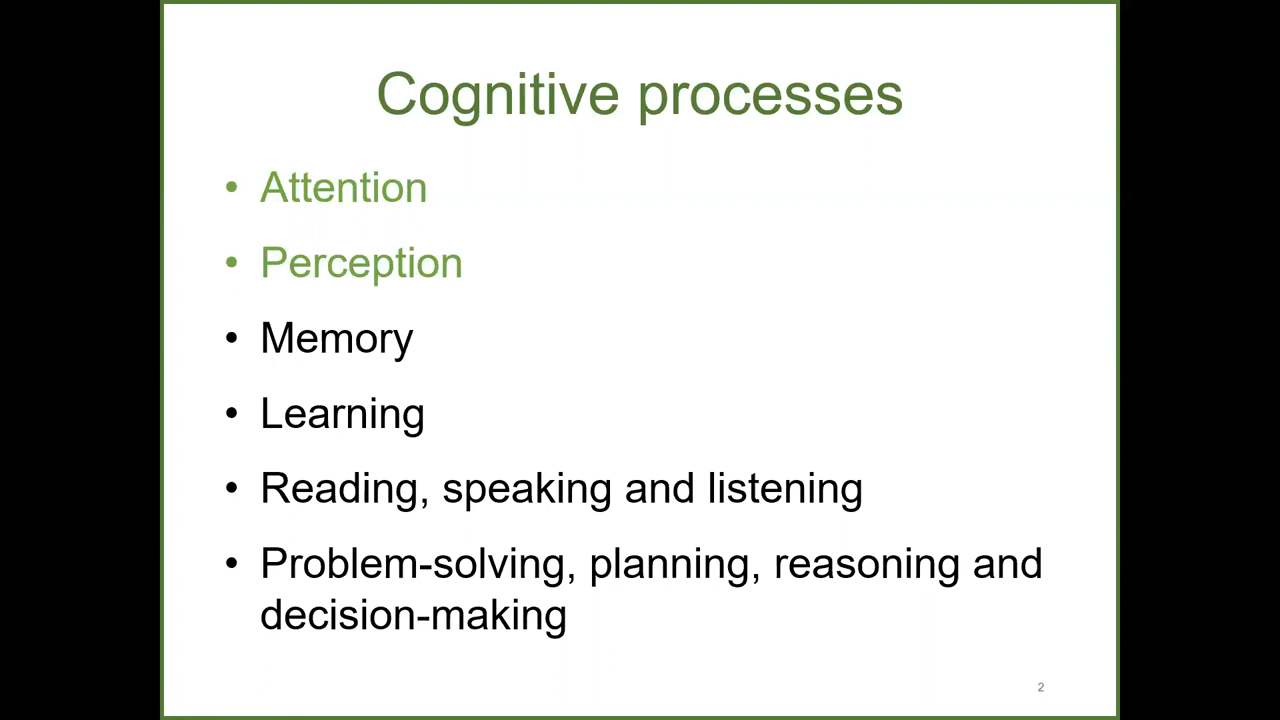 Cognitive processes
• Attention
• Perception
• Memory
• Learning
• Reading, speaking and listening
• Problem-solving, planning, reasoning and
decision-making
2